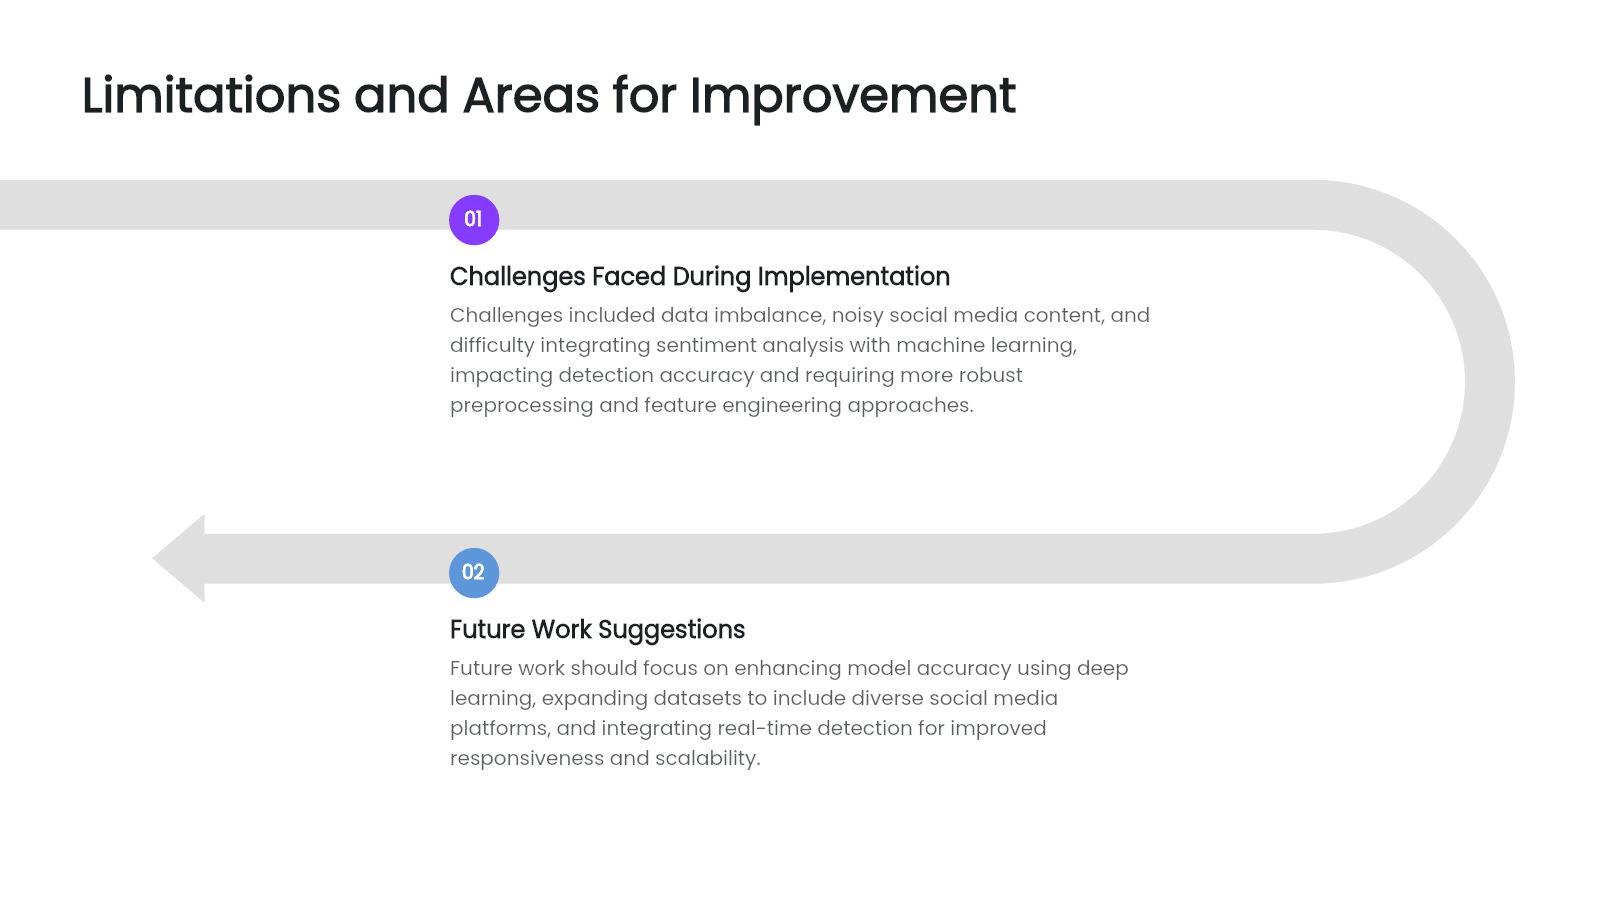 Limitations and Areas for Improvement
01
Challenges Faced During Implementation
Challenges included data imbalance, noisy social media content, and
difficulty integrating sentiment analysis with machine learning,
impacting detection accuracy and requiring more robust
preprocessing and feature engineering approaches.
02
Future Work Suggestions
Future work should focus on enhancing model accuracy using deep
learning, expanding datasets to include diverse social media
platforms, and integrating real-time detection for improved
responsiveness and scalability.